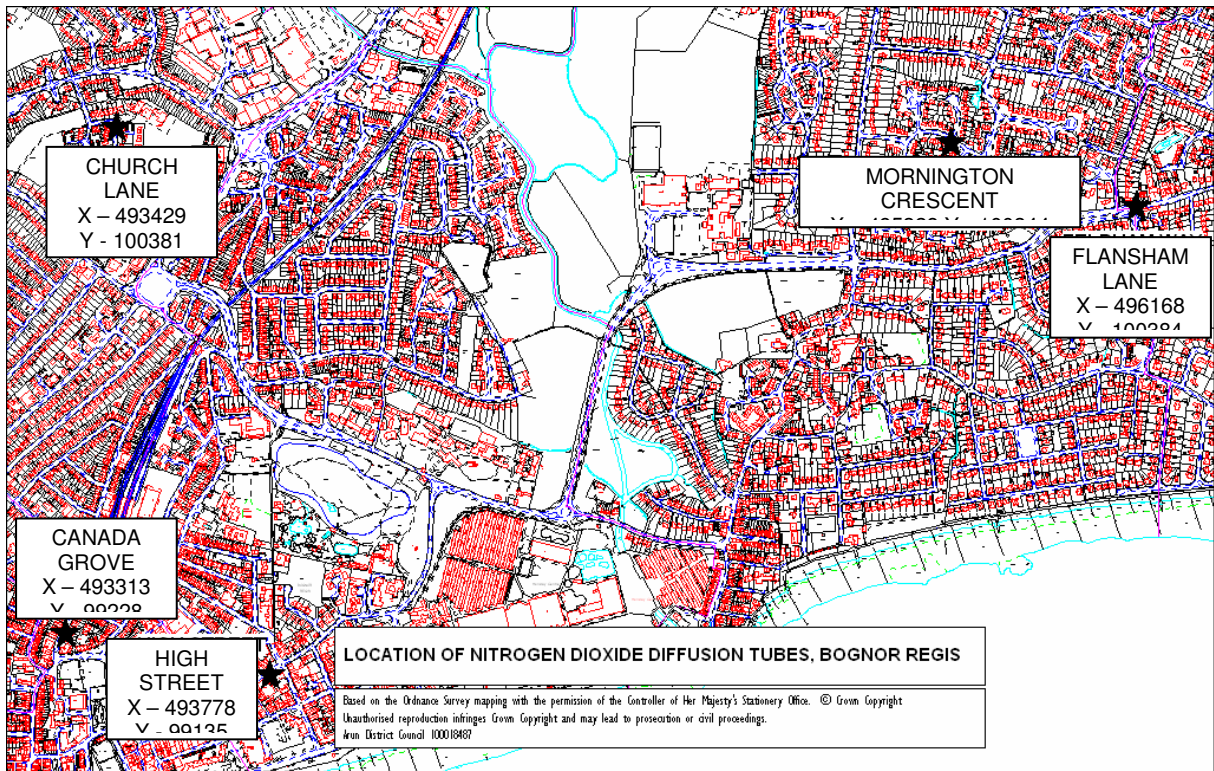 CHURCH
LANE
X – 493429
Y - 100381
MORNINGTON
CRESCENT
FLANSHAM
LANE
X – 496168
Y - 100384
CANADA
GROVE
X – 493313
Y - 99228
HIGH
STREET
X – 493778
Y - 99135
LOCATION OF NITROGEN DIOXIDE DIFFUSION TUBES, BOGNOR REGIS
Based on the Ordnance Survey mapping with the permission of the Controller of Her Majesty's Stationery Office. © Crown Copyright
Unauthorised reproduction infringes Crown Copyright and may lead to prosecution or civil proceedings.
Arun District Council 100018487